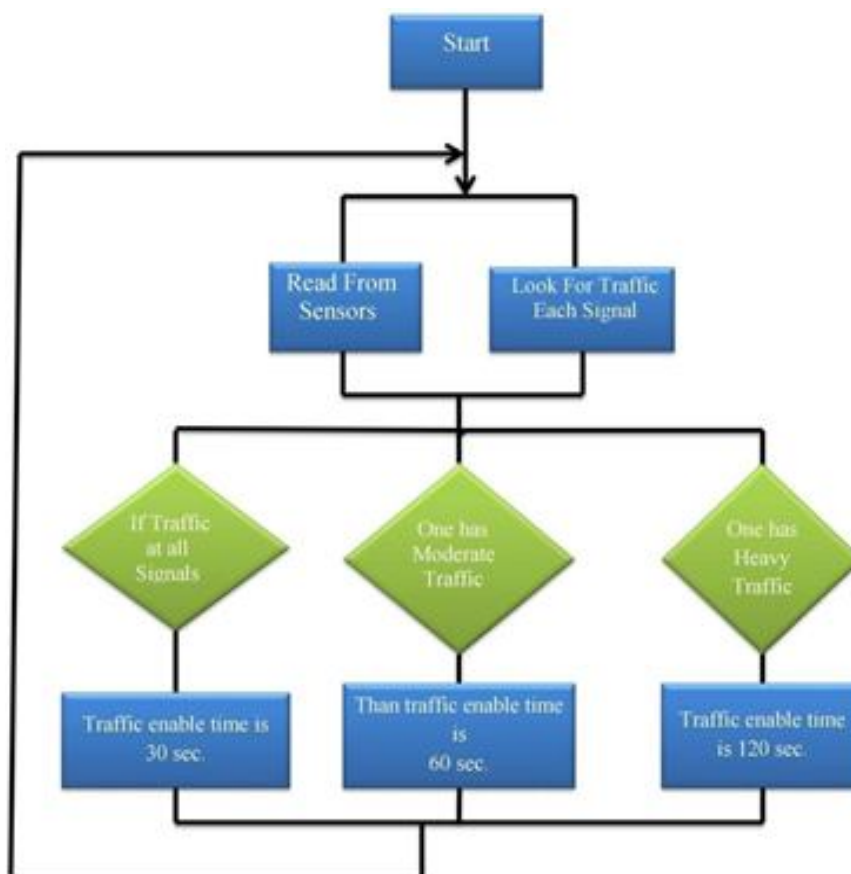 Start
Read From
Sensors
Look For Traffic
Each Signal
If Traffic
at all
Signals
One has
Moderate
Traffic
One has
Heavy
Traffic
Traffic enable time is
30 sec.
Than traffic enable time
is
60 sec.
Traffic enable time
is 120 sec.